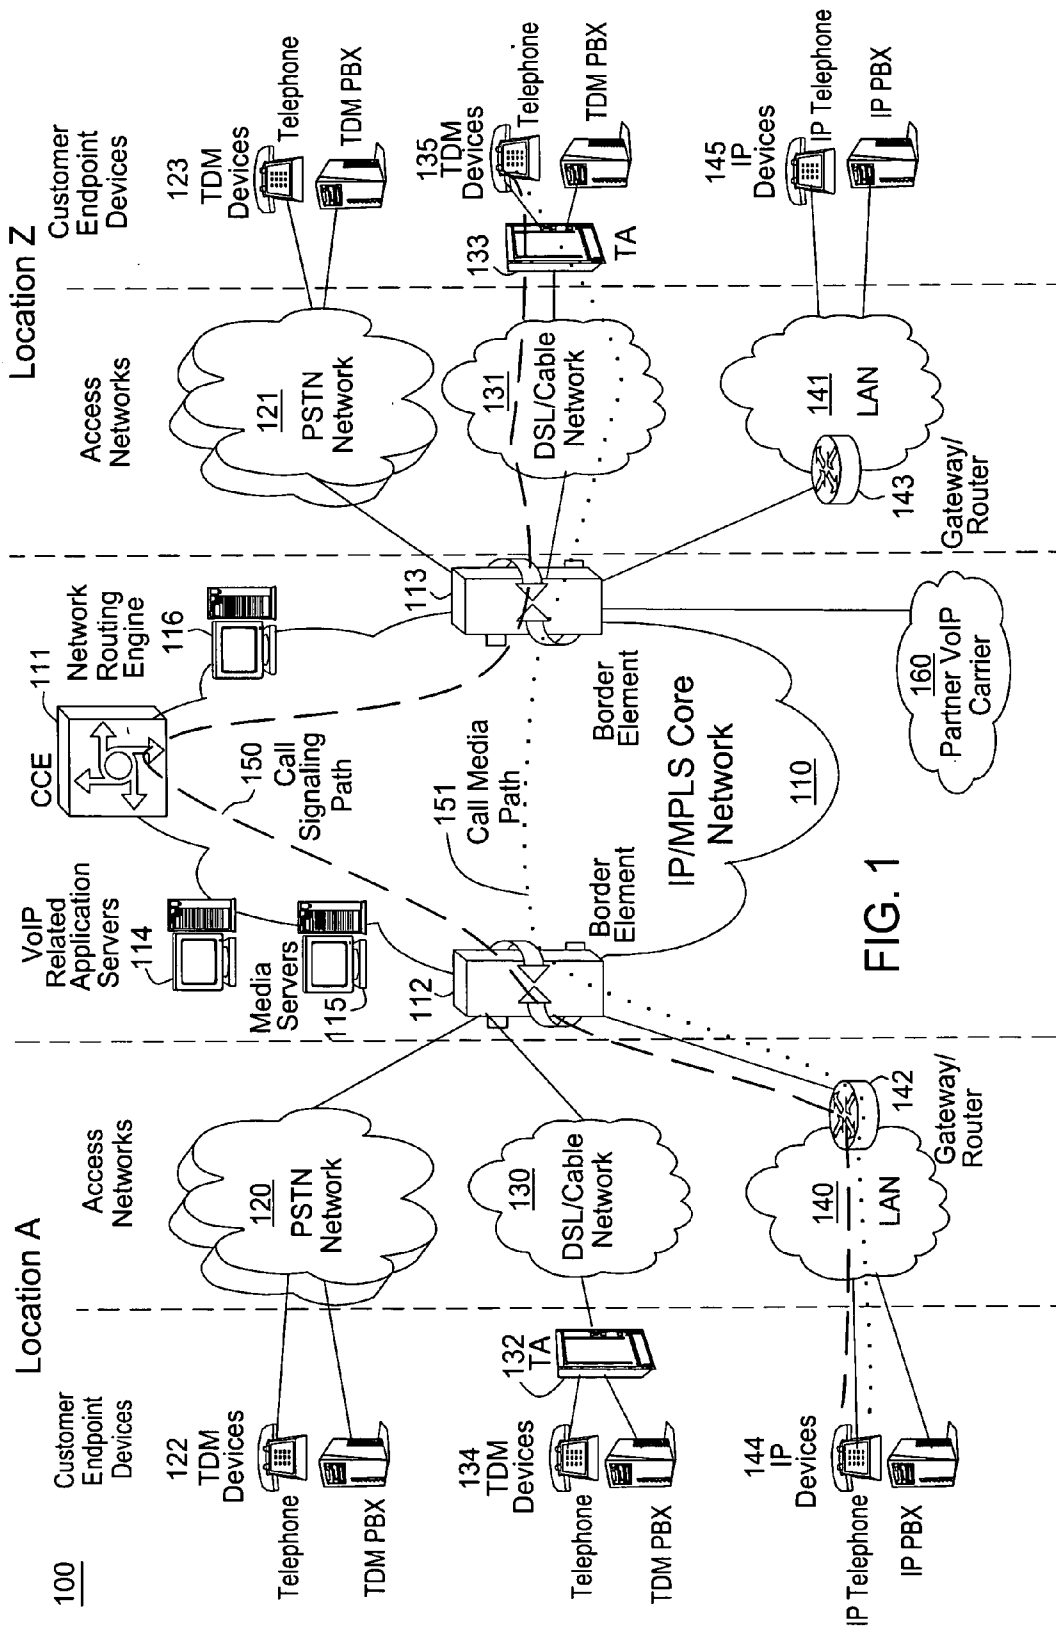 100
Location A
Location Z
Customer
Endpoint
Devices
Access
Networks
VoIP
Related
Application
Servers
114
CCE
111
Network
Routing
Engine
116
Access
Networks
Customer
Endpoint
Devices
122
TDM
Devices
Telephone
TDM PBX
120
PSTN
Network
Media
Servers
115
150
Call
Signaling
Path
121
PSTN
Network
123
TDM
Devices
Telephone
TDM PBX
134
TDM
Devices
Telephone
TDM PBX
132
TA
130
DSL/Cable
Network
112
Border
Element
151
Call Media
Path
113
Border
Element
131
DSL/Cable
Network
133
TA
135
TDM
Devices
Telephone
TDM PBX
144
IP
Devices
IP Telephone
IP PBX
140
LAN
142
Gateway/
Router
IP/MPLS Core
Network
110
141
LAN
143
Gateway/
Router
145
IP
Devices
IP Telephone
IP PBX
160
Partner VoIP
Carrier
FIG. 1